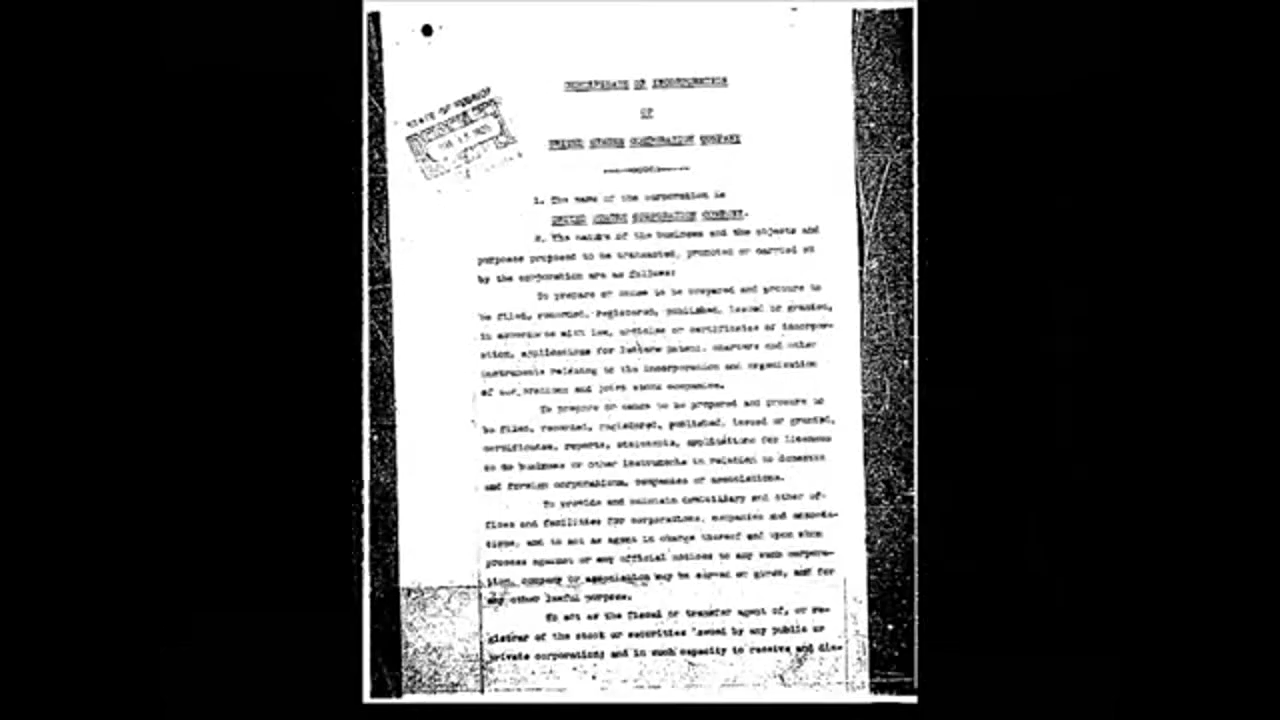 CERTIFICATE OF INCORPORATION
OF
UNITED STATES CORPORATION COMPANY
STATE OF
1. The name of the corporation is
UNITED STATES CORPORATION COMPANY.
2. The nature of the business and the objects and
purposes proposed to be transacted, promoted or carried on
by the corporation are as follows:
To prepare or cause to be prepared and procure to
be filed, recorded, registered, published, issued or granted,
in accordance with law, articles or certificates of incorpor-
ation, applications for letters patent, charters and other
instruments relating to the incorporation and organization
of corporations and joint stock companies.
To prepare or cause to be prepared and procure to
be filed, recorded, registered, published, issued or granted,
certificates, reports, statements, applications for licenses
to do business or other instruments in relation to domestic
and foreign corporations, companies or associations.
To provide and maintain domiciliary and other of-
fices and facilities for corporations, companies and associa-
tions, and to act as agent in charge thereof and upon whom
process against or any official notices to any such corpora-
tion, company or association may be served or given, and for
any other lawful purpose.
To act as the fiscal or transfer agent of, or re-
gistrar of the stock or securities issued by any public or
private corporation; and in such capacity to receive and dis-